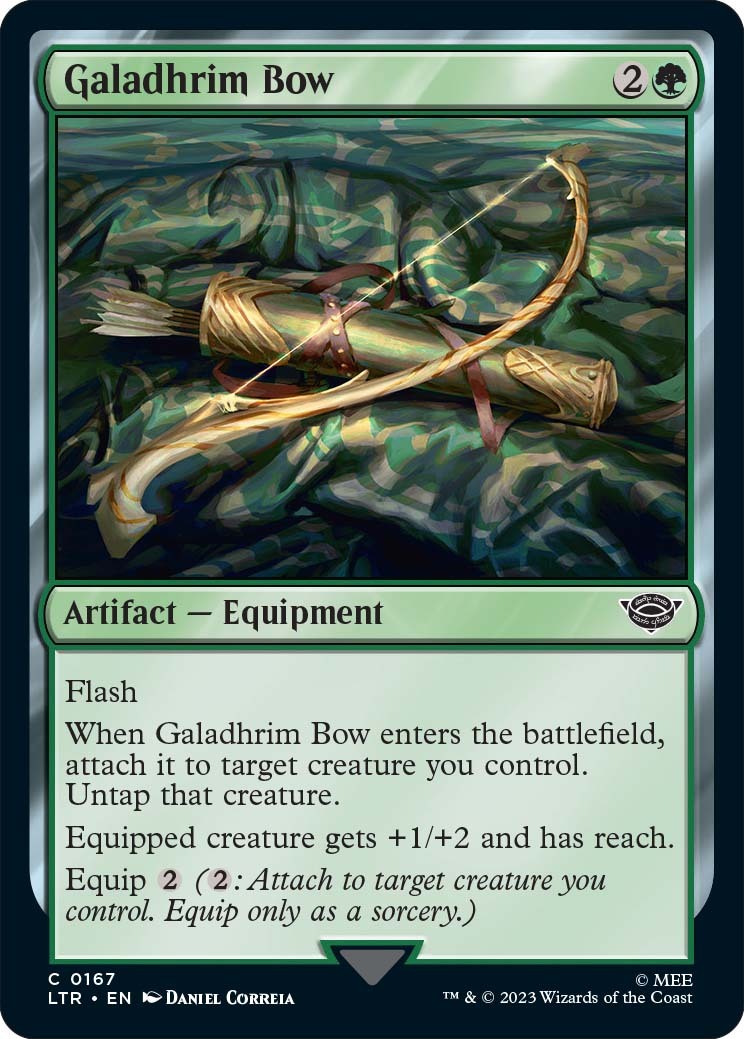 Galadhrim Bow 2
Artifact — Equipment
Flash
When Galadhrim Bow enters the battlefield,
attach it to target creature you control.
Untap that creature.
Equipped creature gets +1/+2 and has reach.
Equip 2 (2: Attach to target creature you
control. Equip only as a sorcery.)
C 0167
© MEE
LTR • EN Daniel Correia
™ & © 2023 Wizards of the Coast